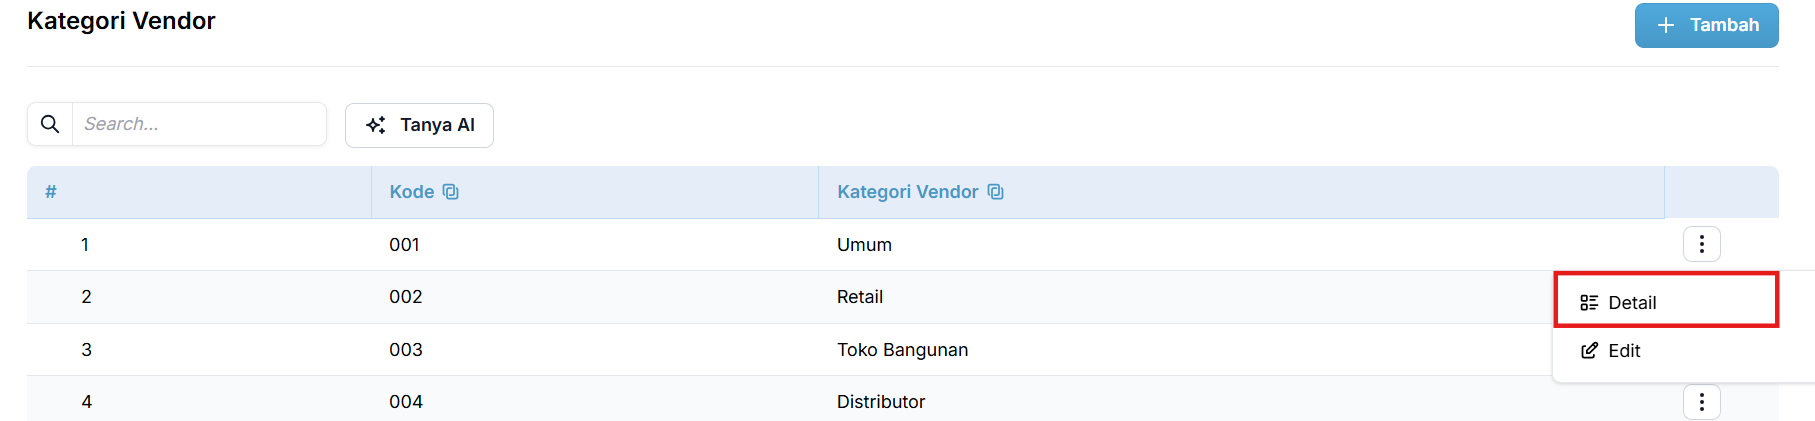 Kategori Vendor
+ Tambah
Search...
Tanya AI
# Kode Kategori Vendor
1 001 Umum
2 002 Retail
Detail
3 003 Toko Bangunan
Edit
4 004 Distributor